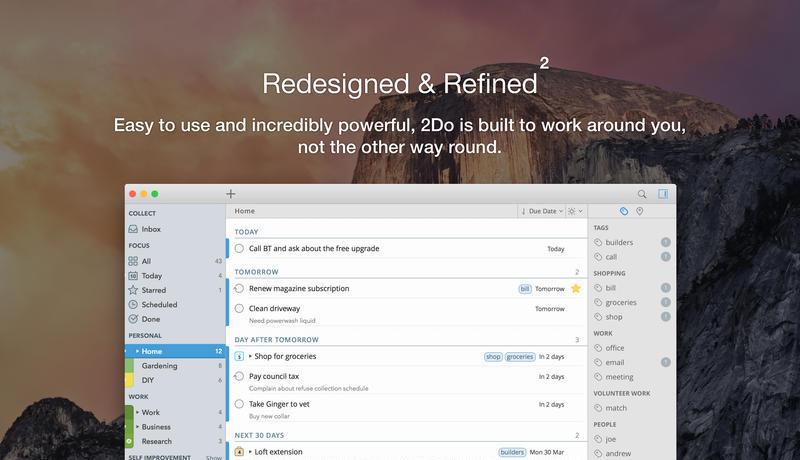 Redesigned & Refined²
Easy to use and incredibly powerful, 2Do is built to work around you,
not the other way round.
Home
Due Date
COLLECT
Inbox
FOCUS
All 43
Today 4
Starred 1
Scheduled
Done
PERSONAL
Home 12
Gardening 8
DIY 6
WORK
Work 4
Business 4
Research 3
SELF IMPROVEMENT Show
TODAY
Call BT and ask about the free upgrade Today
TOMORROW 2
Renew magazine subscription bill Tomorrow
Clean driveway Tomorrow
Need powerwash liquid
DAY AFTER TOMORROW 3
Shop for groceries shop groceries In 2 days
Pay council tax In 2 days
Complain about refuse collection schedule
Take Ginger to vet In 2 days
Buy new collar
NEXT 30 DAYS 2
Loft extension builders Mon 30 Mar
TAGS
builders
call
SHOPPING
bill
groceries
shop
WORK
office
email
meeting
VOLUNTEER WORK
match
PEOPLE
joe
andrew